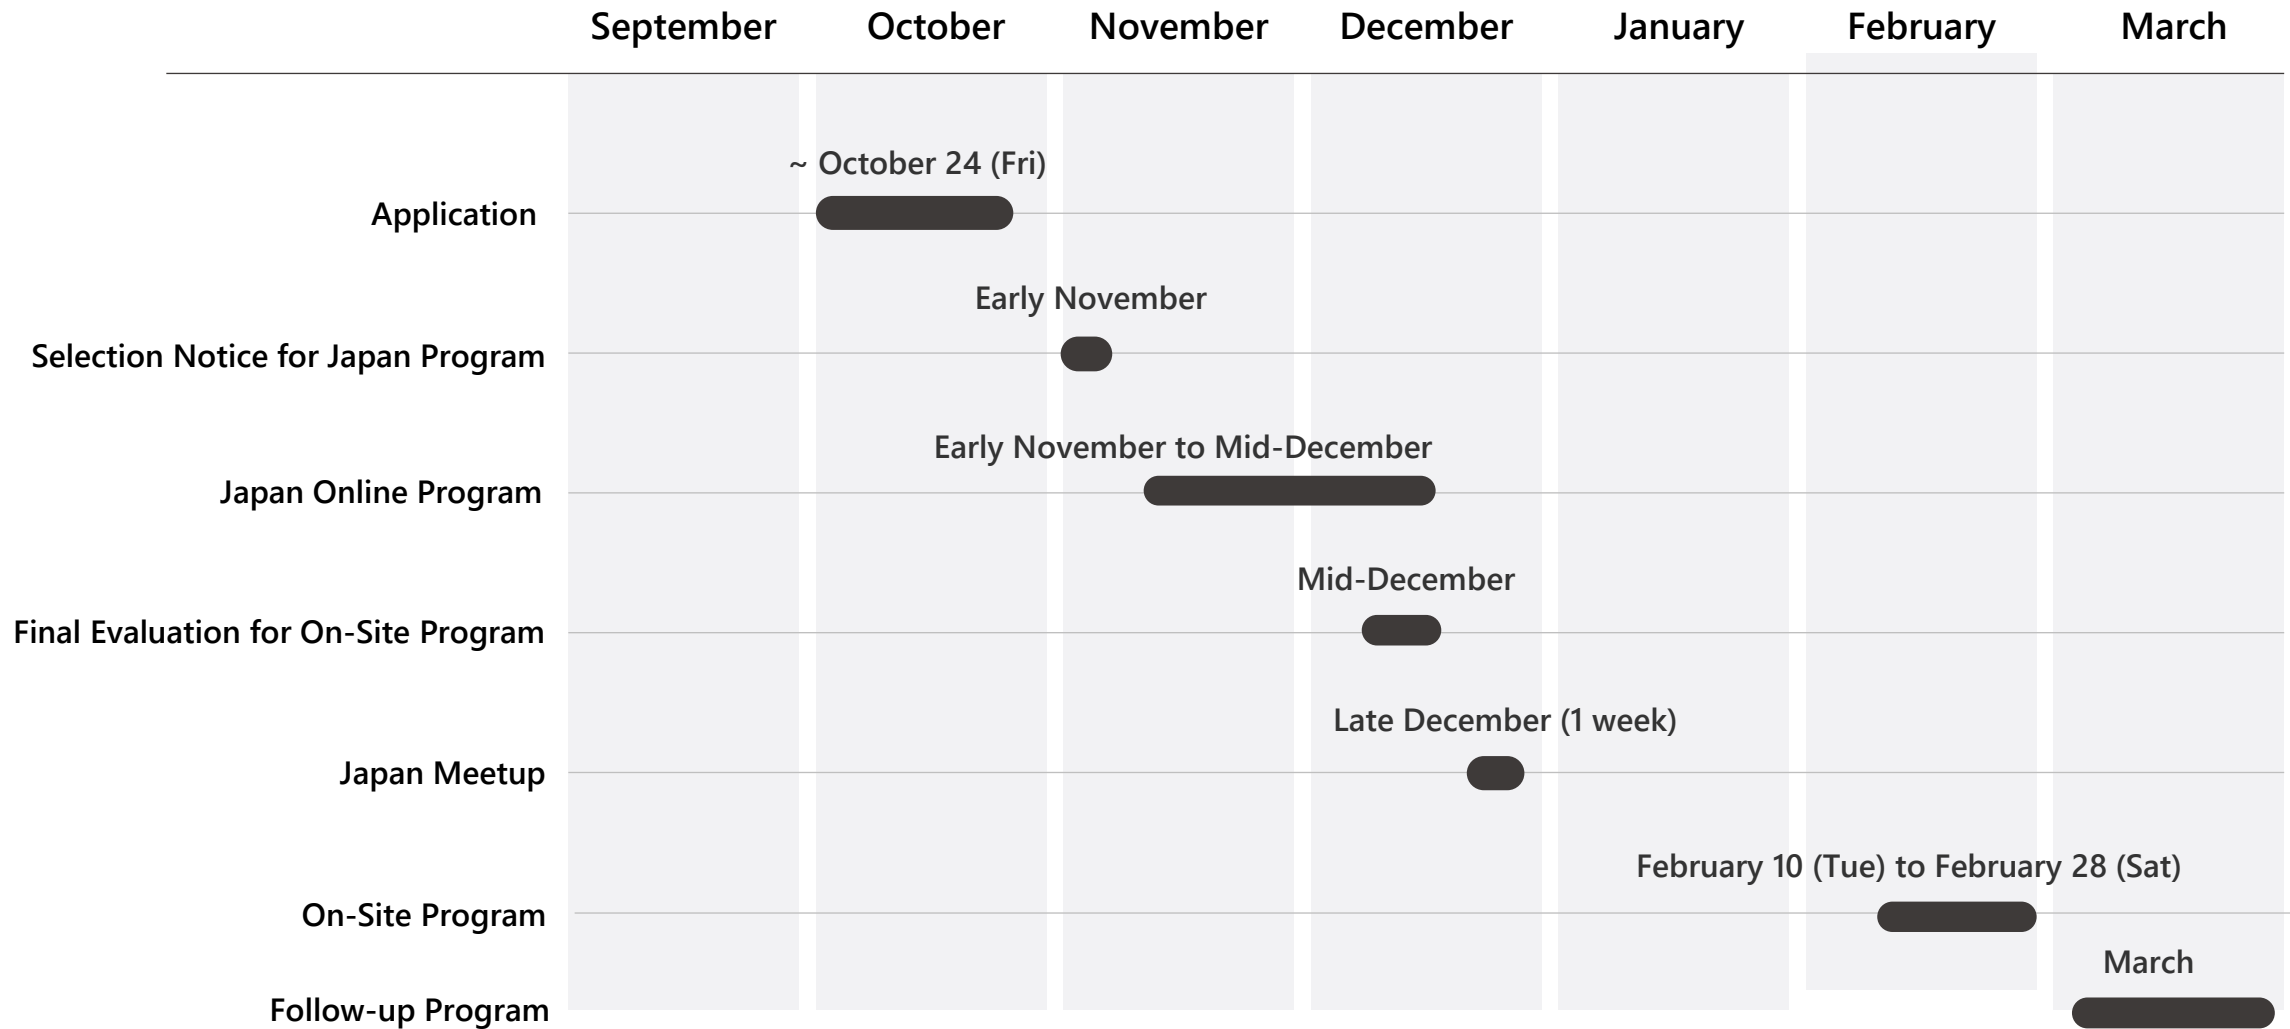 September October November December January February March
~ October 24 (Fri)
Application
Early November
Selection Notice for Japan Program
Early November to Mid-December
Japan Online Program
Mid-December
Final Evaluation for On-Site Program
Late December (1 week)
Japan Meetup
February 10 (Tue) to February 28 (Sat)
On-Site Program
March
Follow-up Program